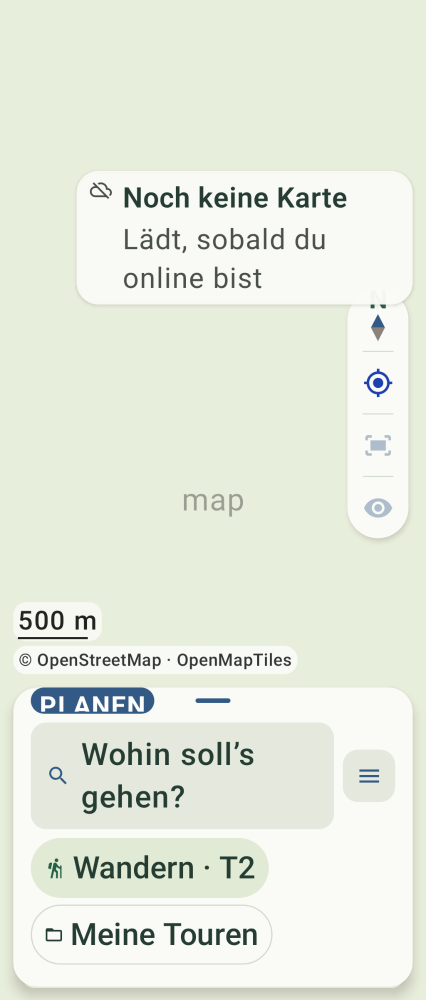 Noch keine Karte
Lädt, sobald du
online bist
N
map
500 m
© OpenStreetMap · OpenMapTiles
PLANEN
Wohin soll’s
gehen?
Wandern · T2
Meine Touren